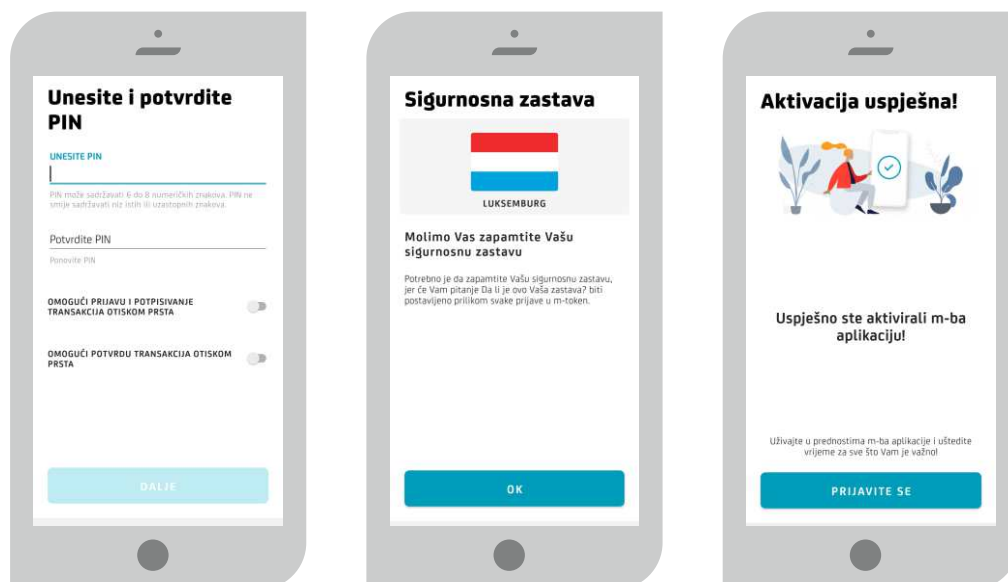 Unesite i potvrdite
PIN
UNESITE PIN
PIN može sadržavati 6 do 8 numeričkih znakova. PIN ne
smije sadržavati niz istih ili uzastopnih znakova.
Potvrdite PIN
Ponovite PIN
OMOGUĆI PRIJAVU I POTPISIVANJE
TRANSAKCIJA OTISKOM PRSTA
OMOGUĆI POTVRDU TRANSAKCIJA OTISKOM
PRSTA
DALJE
Sigurnosna zastava
LUKSEMBURG
Molimo Vas zapamtite Vašu
sigurnosnu zastavu
Potrebno je da zapamtite Vašu sigurnosnu zastavu,
jer će Vam pitanje Da li je ovo Vaša zastava? biti
postavljeno prilikom svake prijave u m-token.
OK
Aktivacija uspješna!
Uspješno ste aktivirali m-ba
aplikaciju!
Uživajte u prednostima m-ba aplikacije i uštedite
vrijeme za sve što Vam je važno!
PRIJAVITE SE